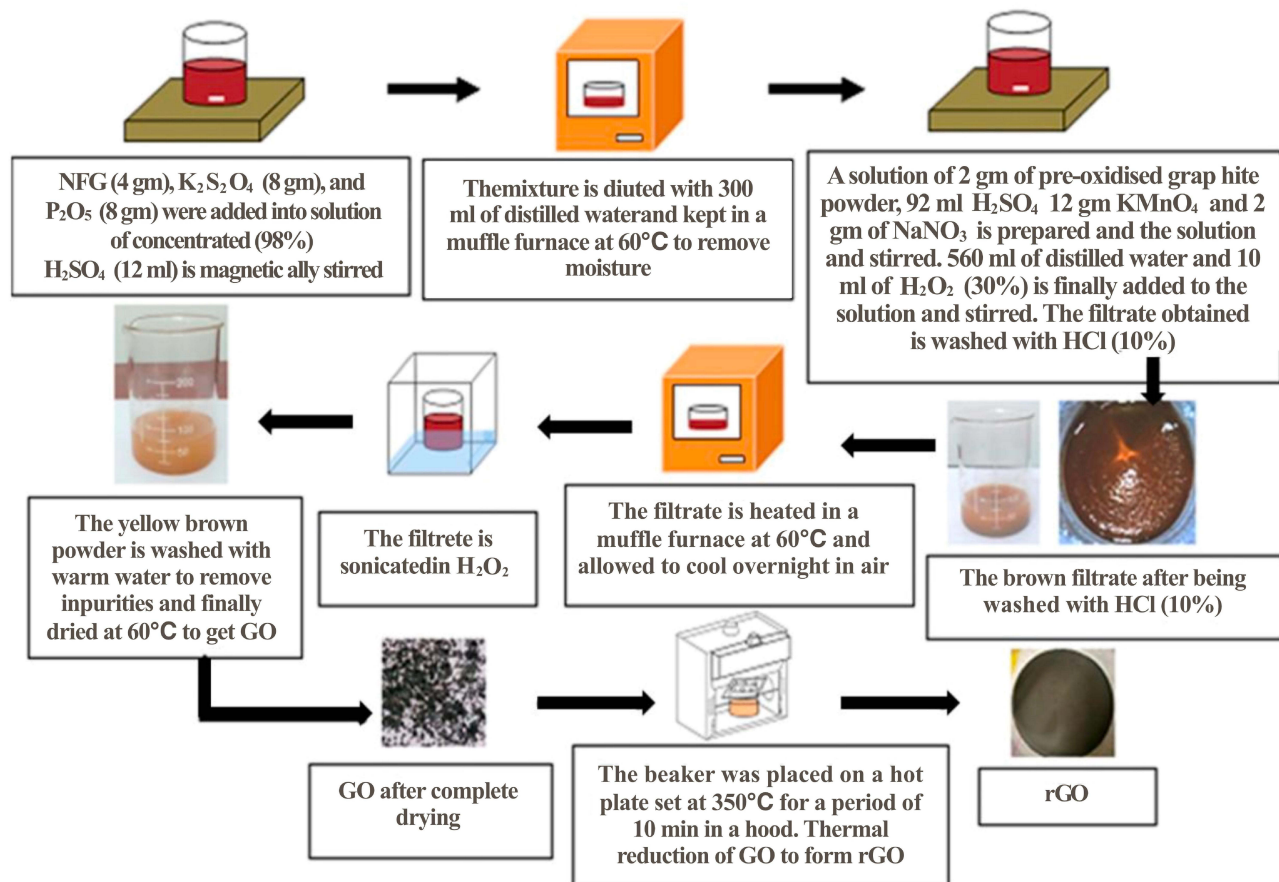 NFG (4 gm), K₂S₂O₄ (8 gm), and
P₂O₅ (8 gm) were added into solution
of concentrated (98%)
H₂SO₄ (12 ml) is magnetic ally stirred
Themixture is diuted with 300
ml of distilled waterand kept in a
muffle furnace at 60°C to remove
moisture
A solution of 2 gm of pre-oxidised grap hite
powder, 92 ml H₂SO₄ 12 gm KMnO₄ and 2
gm of NaNO₃ is prepared and the solution
and stirred. 560 ml of distilled water and 10
ml of H₂O₂ (30%) is finally added to the
solution and stirred. The filtrate obtained
is washed with HCl (10%)
The brown filtrate after being
washed with HCl (10%)
The filtrate is heated in a
muffle furnace at 60°C and
allowed to cool overnight in air
The filtrete is
sonicatedin H₂O₂
200
100
50
The yellow brown
powder is washed with
warm water to remove
inpurities and finally
dried at 60°C to get GO
GO after complete
drying
The beaker was placed on a hot
plate set at 350°C for a period of
10 min in a hood. Thermal
reduction of GO to form rGO
rGO